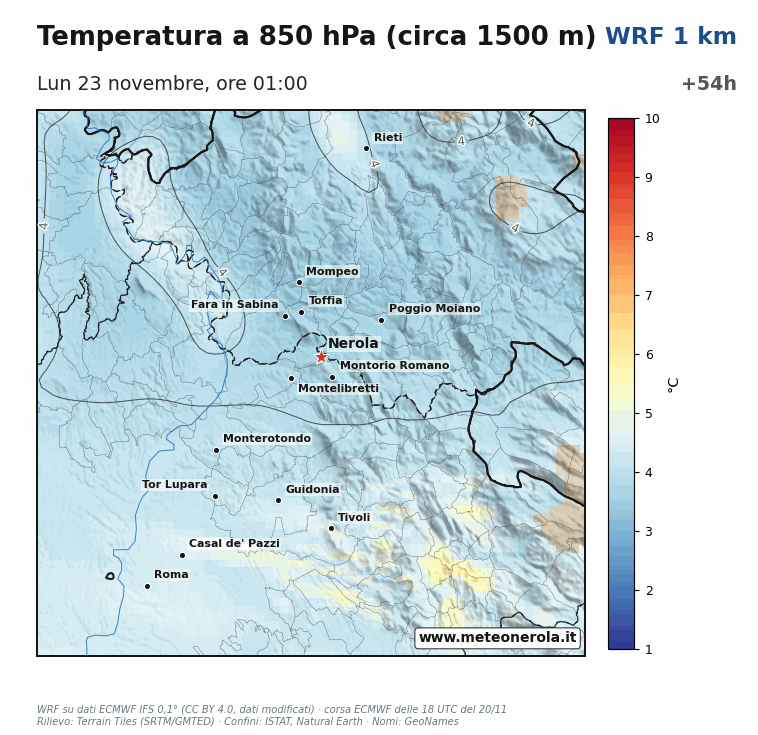 Temperatura a 850 hPa (circa 1500 m) WRF 1 km
Lun 23 novembre, ore 01:00 +54h
4
4
4
4
4
4
Rieti
Mompeo
Fara in Sabina
Toffia
Poggio Moiano
Nerola
Montorio Romano
Montelibretti
Monterotondo
Tor Lupara
Guidonia
Tivoli
Casal de' Pazzi
Roma
www.meteonerola.it
10
9
8
7
6
5
4
3
2
1
°C
WRF su dati ECMWF IFS 0,1° (CC BY 4.0, dati modificati) · corsa ECMWF delle 18 UTC del 20/11
Rilievo: Terrain Tiles (SRTM/GMTED) · Confini: ISTAT, Natural Earth · Nomi: GeoNames